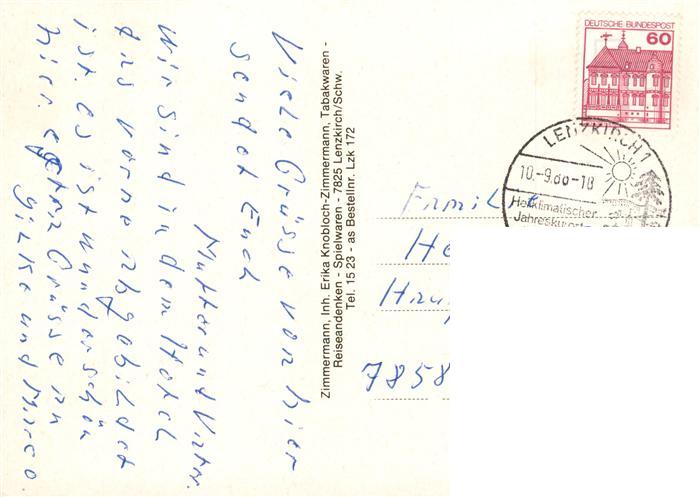 Viele Grüsse von hier
sendet Euch
Mutter und Vater.
Wir sind in dem Hotel
das vorne abgebildet
ist. es ist wunderschön
hier. Grüsse an
und Marco
Zimmermann, Inh. Erika Knobloch-Zimmermann, Tabakwaren -
Reiseandenken - Spielwaren - 7825 Lenzkirch/Schw.
Tel. 15 23 - as Bestellnr. Lzk 172
DEUTSCHE BUNDESPOST
60
LENZKIRCH 1
10.-9.80-18
Heilklimatischer
Jahreskurort
Famil
He
Hau
7858